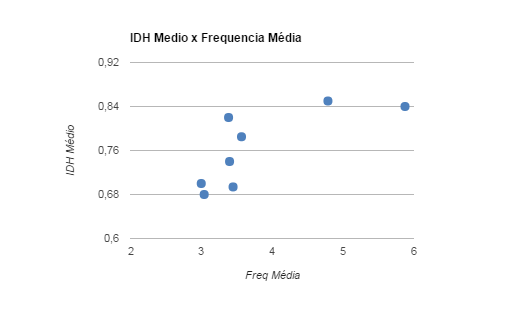 IDH Medio x Frequencia Média
0,92
0,84
0,76
0,68
0,6
IDH Médio
2 3 4 5 6
Freq Média